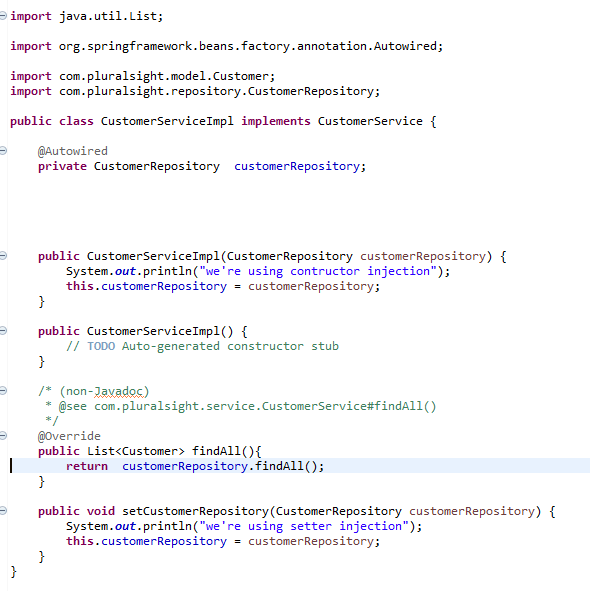 import java.util.List;
import org.springframework.beans.factory.annotation.Autowired;
import com.pluralsight.model.Customer;
import com.pluralsight.repository.CustomerRepository;
public class CustomerServiceImpl implements CustomerService {
@Autowired
private CustomerRepository  customerRepository;
public CustomerServiceImpl(CustomerRepository customerRepository) {
System.out.println("we're using contructor injection");
this.customerRepository = customerRepository;
}
public CustomerServiceImpl() {
// TODO Auto-generated constructor stub
}
/* (non-Javadoc)
* @see com.pluralsight.service.CustomerService#findAll()
*/
@Override
public List<Customer> findAll(){
return  customerRepository.findAll();
}
public void setCustomerRepository(CustomerRepository customerRepository) {
System.out.println("we're using setter injection");
this.customerRepository = customerRepository;
}
}